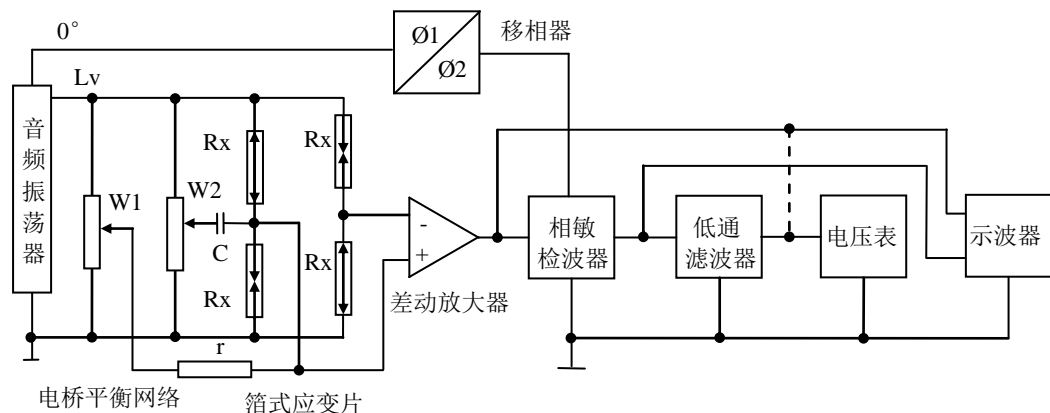 0°
Ø1
Ø2
移相器
Lv
音频振荡器
Rx
Rx
W1
W2
C
Rx
Rx
-
+
差动放大器
相敏
检波器
低通
滤波器
电压表
示波器
r
电桥平衡网络
箔式应变片